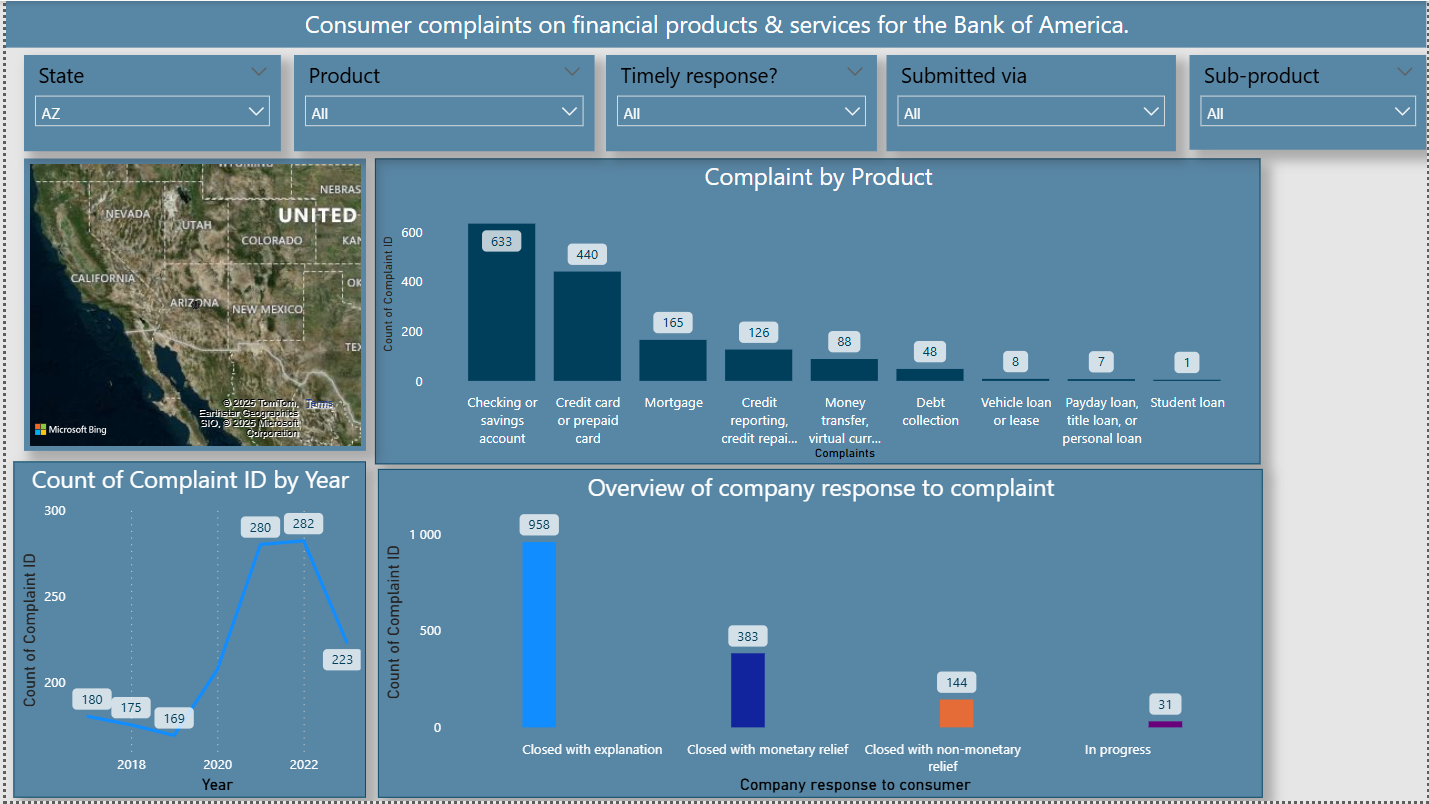 Consumer complaints on financial products & services for the Bank of America.
State
AZ
Product
All
Timely response?
All
Submitted via
All
Sub-product
All
NEBRAS
NEVADA
UNITED
UTAH
COLORADO
KAN
CALIFORNIA
OK
ARIZONA
NEW MEXICO
TEX
© 2025 TomTom,
Earthstar Geographics
SIO, © 2025 Microsoft
Corporation
Terms
Microsoft Bing
Complaint by Product
Count of Complaint ID
600
400
200
0
633
440
165
126
88
48
8
7
1
Checking or
savings
account
Credit card
or prepaid
card
Mortgage
Credit
reporting,
credit repai...
Money
transfer,
virtual curr...
Debt
collection
Vehicle loan
or lease
Payday loan,
title loan, or
personal loan
Student loan
Complaints
Count of Complaint ID by Year
Count of Complaint ID
300
250
200
180
175
169
280
282
223
2018
2020
2022
Year
Overview of company response to complaint
Count of Complaint ID
1 000
500
0
958
383
144
31
Closed with explanation
Closed with monetary relief
Closed with non-monetary
relief
In progress
Company response to consumer